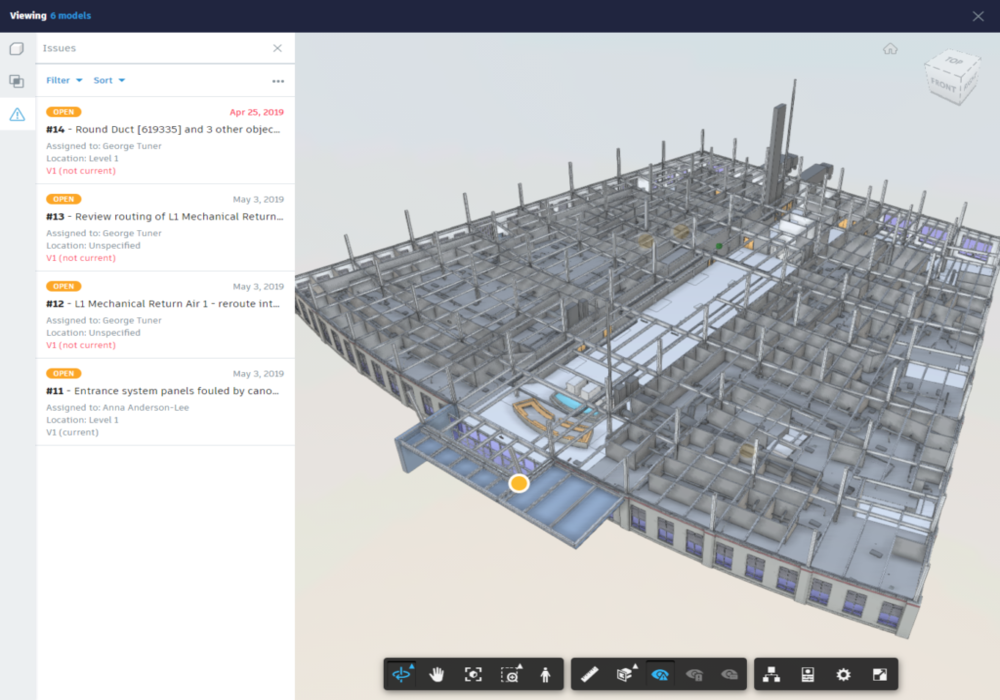 Viewing 6 models
Issues
Filter Sort
OPEN Apr 25, 2019
#14 - Round Duct [619335] and 3 other objec...
Assigned to: George Tuner
Location: Level 1
V1 (not current)
OPEN May 3, 2019
#13 - Review routing of L1 Mechanical Return...
Assigned to: George Tuner
Location: Unspecified
V1 (not current)
OPEN May 3, 2019
#12 - L1 Mechanical Return Air 1 - reroute int...
Assigned to: George Tuner
Location: Unspecified
V1 (not current)
OPEN May 3, 2019
#11 - Entrance system panels fouled by cano...
Assigned to: Anna Anderson-Lee
Location: Level 1
V1 (current)
TOP
FRONT